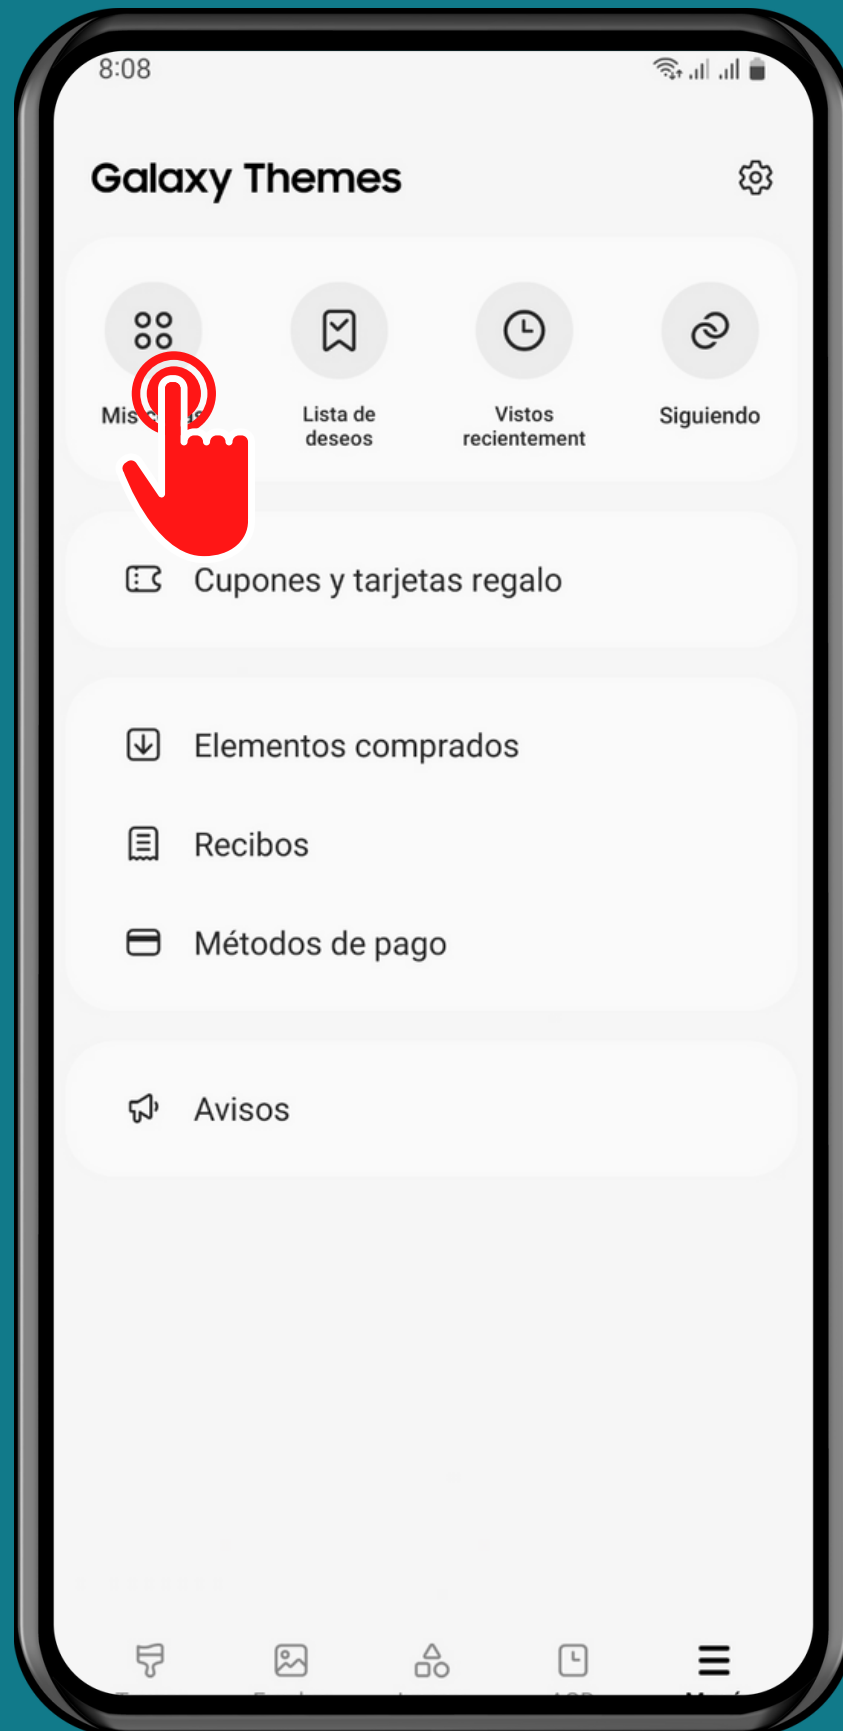 8:08
Galaxy Themes
Mis
Lista de
deseos
Vistos
recientement
Siguiendo
Cupones y tarjetas regalo
Elementos comprados
Recibos
Métodos de pago
Avisos